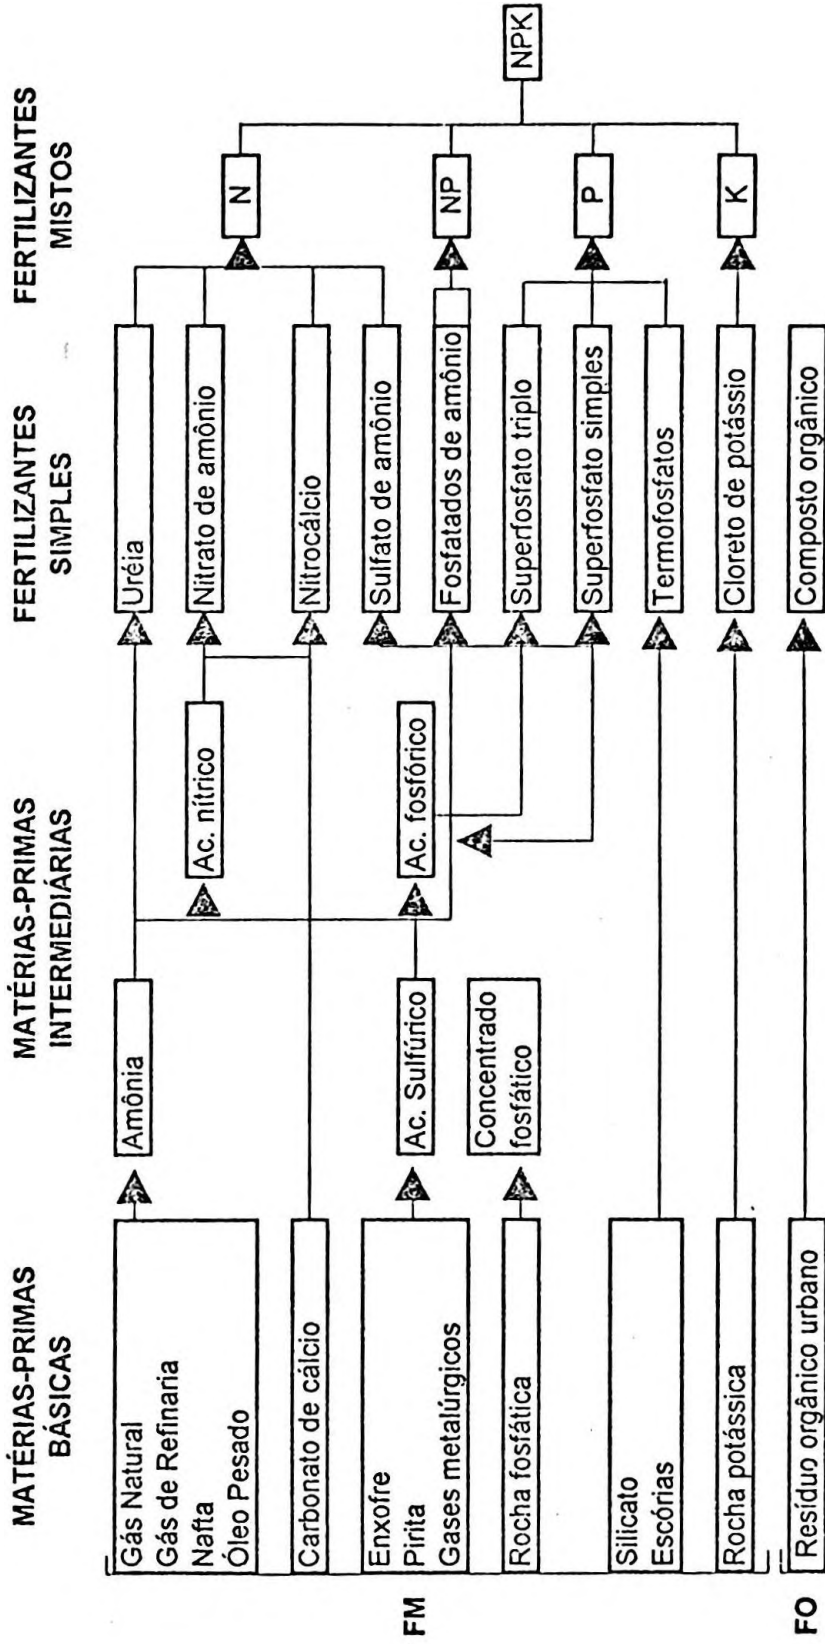 MATÉRIAS-PRIMAS
BÁSICAS
MATÉRIAS-PRIMAS
INTERMEDIÁRIAS
FERTILIZANTES
SIMPLES
FERTILIZANTES
MISTOS
FM
Gás Natural
Gás de Refinaria
Nafta
Óleo Pesado
Carbonato de cálcio
Enxofre
Pirita
Gases metalúrgicos
Rocha fosfática
Silicato
Escórias
Rocha potássica
FO
Resíduo orgânico urbano
Amônia
Ac. Sulfúrico
Concentrado
fosfático
Ac. nítrico
Ac. fosfórico
Uréia
Nitrato de amônio
Nitrocálcio
Sulfato de amônio
Fosfatados de amônio
Superfosfato triplo
Superfosfato simples
Termofosfatos
Cloreto de potássio
Composto orgânico
N
NP
P
K
NPK